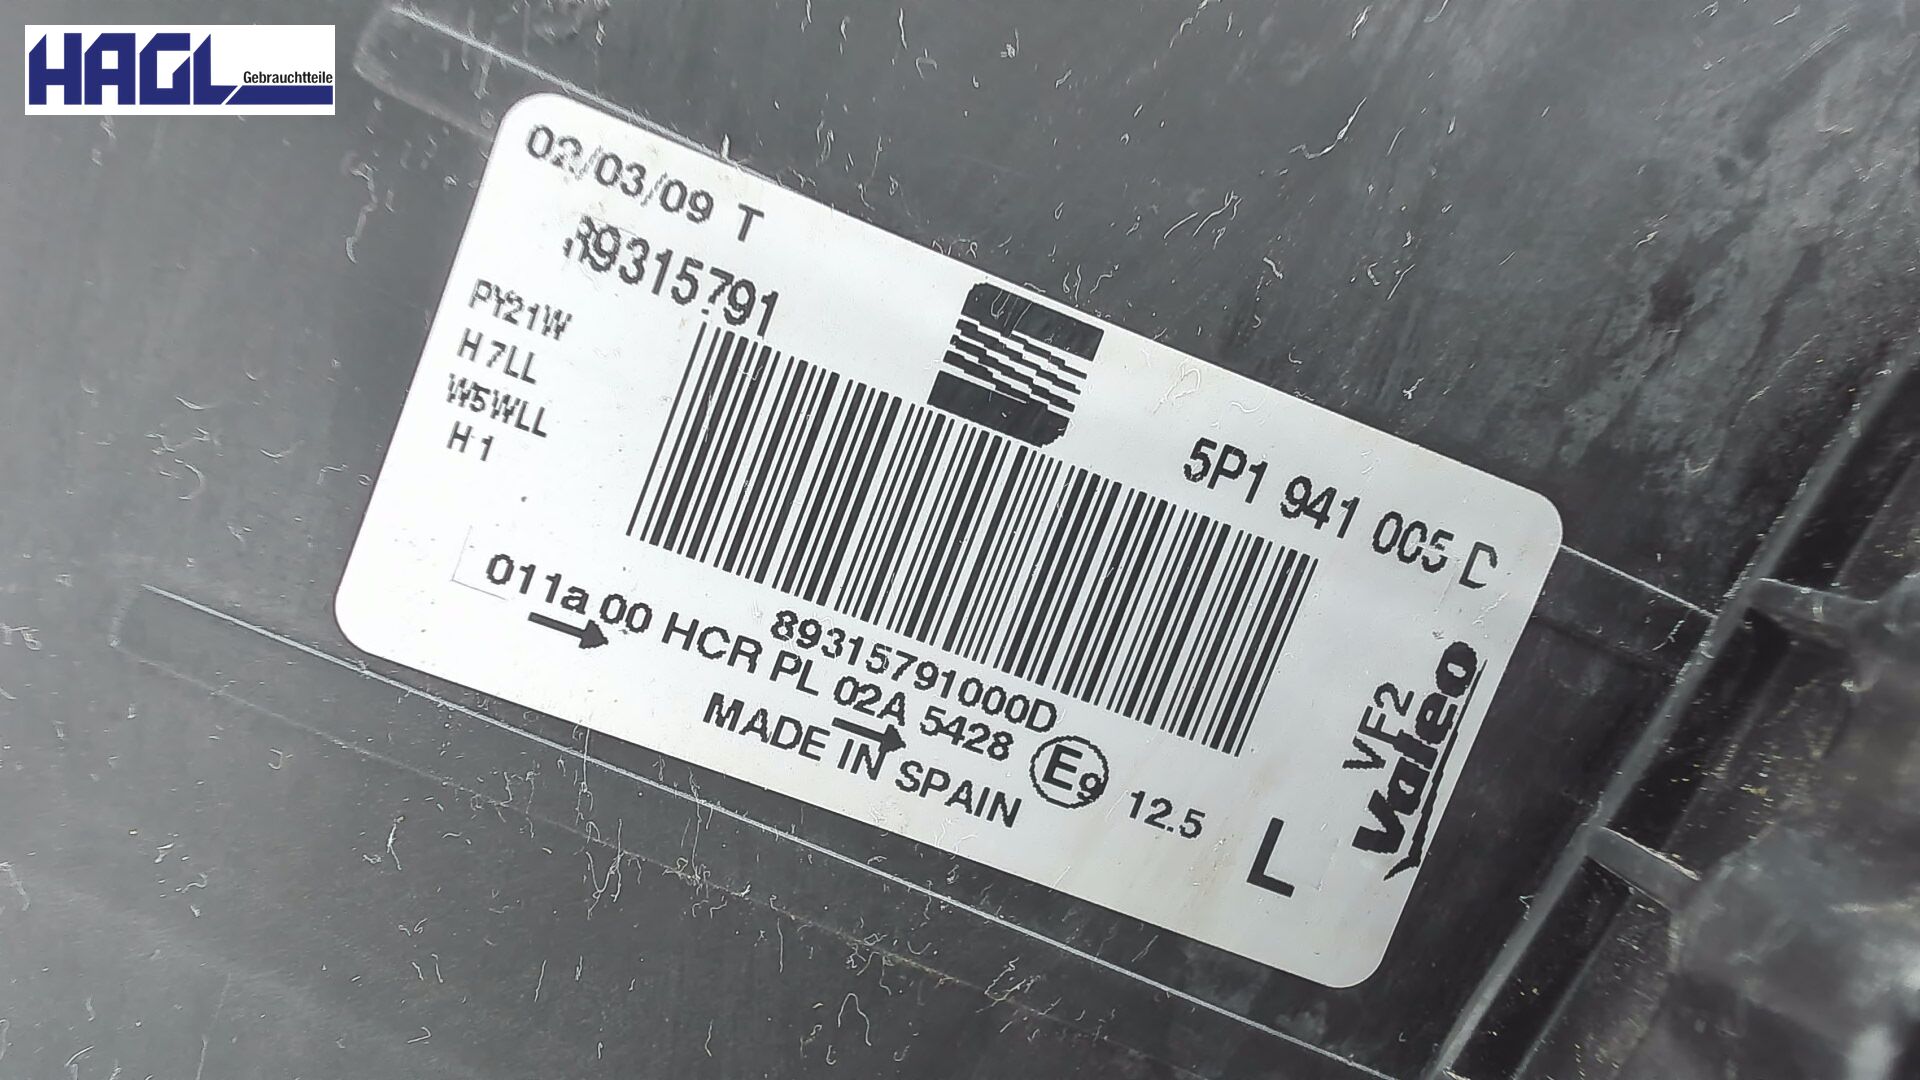 HAGL
Gebrauchtteile
02/03/09 T
89315791
PY21W
H 7LL
W5WLL
H 1
5P1 941 005 D
89315791000D
011a 00 HCR PL 02A 5428 E9 12.5
MADE IN SPAIN
L
VF2
Valeo